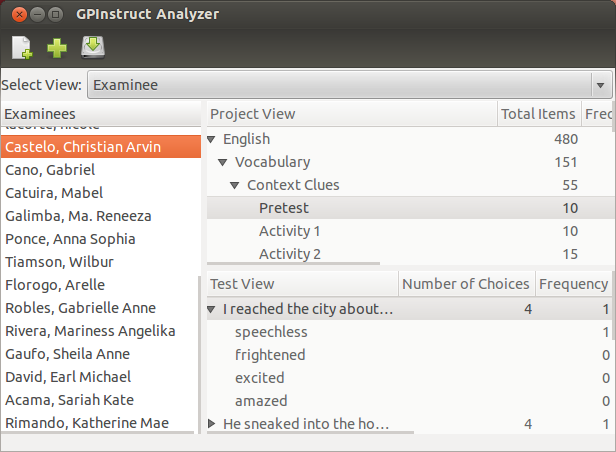 GPInstruct Analyzer
Select View: Examinee
Examinees
Castelo, Christian Arvin
Cano, Gabriel
Catuira, Mabel
Galimba, Ma. Reneeza
Ponce, Anna Sophia
Tiamson, Wilbur
Florogo, Arelle
Robles, Gabrielle Anne
Rivera, Mariness Angelika
Gaufo, Sheila Anne
David, Earl Michael
Acama, Sariah Kate
Rimando, Katherine Mae
Project View Total Items Frec
English 480
Vocabulary 151
Context Clues 55
Pretest 10
Activity 1 10
Activity 2 15
Test View Number of Choices Frequency
I reached the city about... 4 1
speechless 1
frightened 0
excited 0
amazed 0
He sneaked into the ho... 4 1